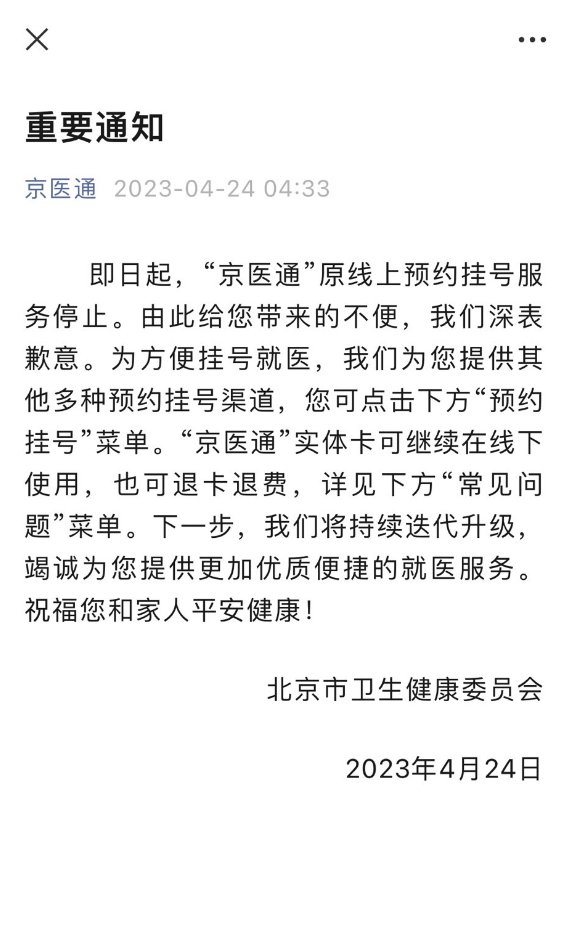 重要通知
京医通 2023-04-24 04:33
即日起，“京医通”原线上预约挂号服
务停止。由此给您带来的不便，我们深表
歉意。为方便挂号就医，我们为您提供其
他多种预约挂号渠道，您可点击下方“预约
挂号”菜单。“京医通”实体卡可继续在线下
使用，也可退卡退费，详见下方“常见问
题”菜单。下一步，我们将持续迭代升级，
竭诚为您提供更加优质便捷的就医服务。
祝福您和家人平安健康！
北京市卫生健康委员会
2023年4月24日